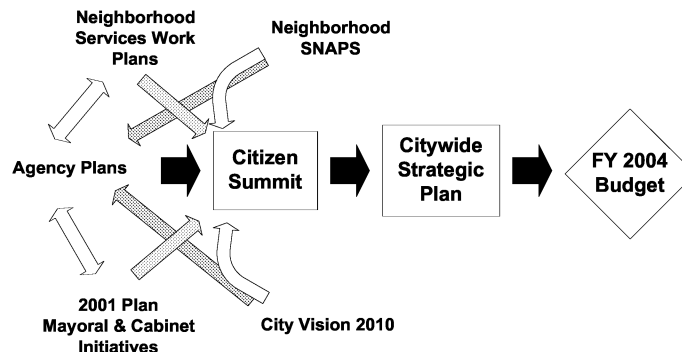 Neighborhood
Services Work
Plans
Neighborhood
SNAPS
Agency Plans
Citizen
Summit
Citywide
Strategic
Plan
FY 2004
Budget
2001 Plan
Mayoral & Cabinet
Initiatives
City Vision 2010